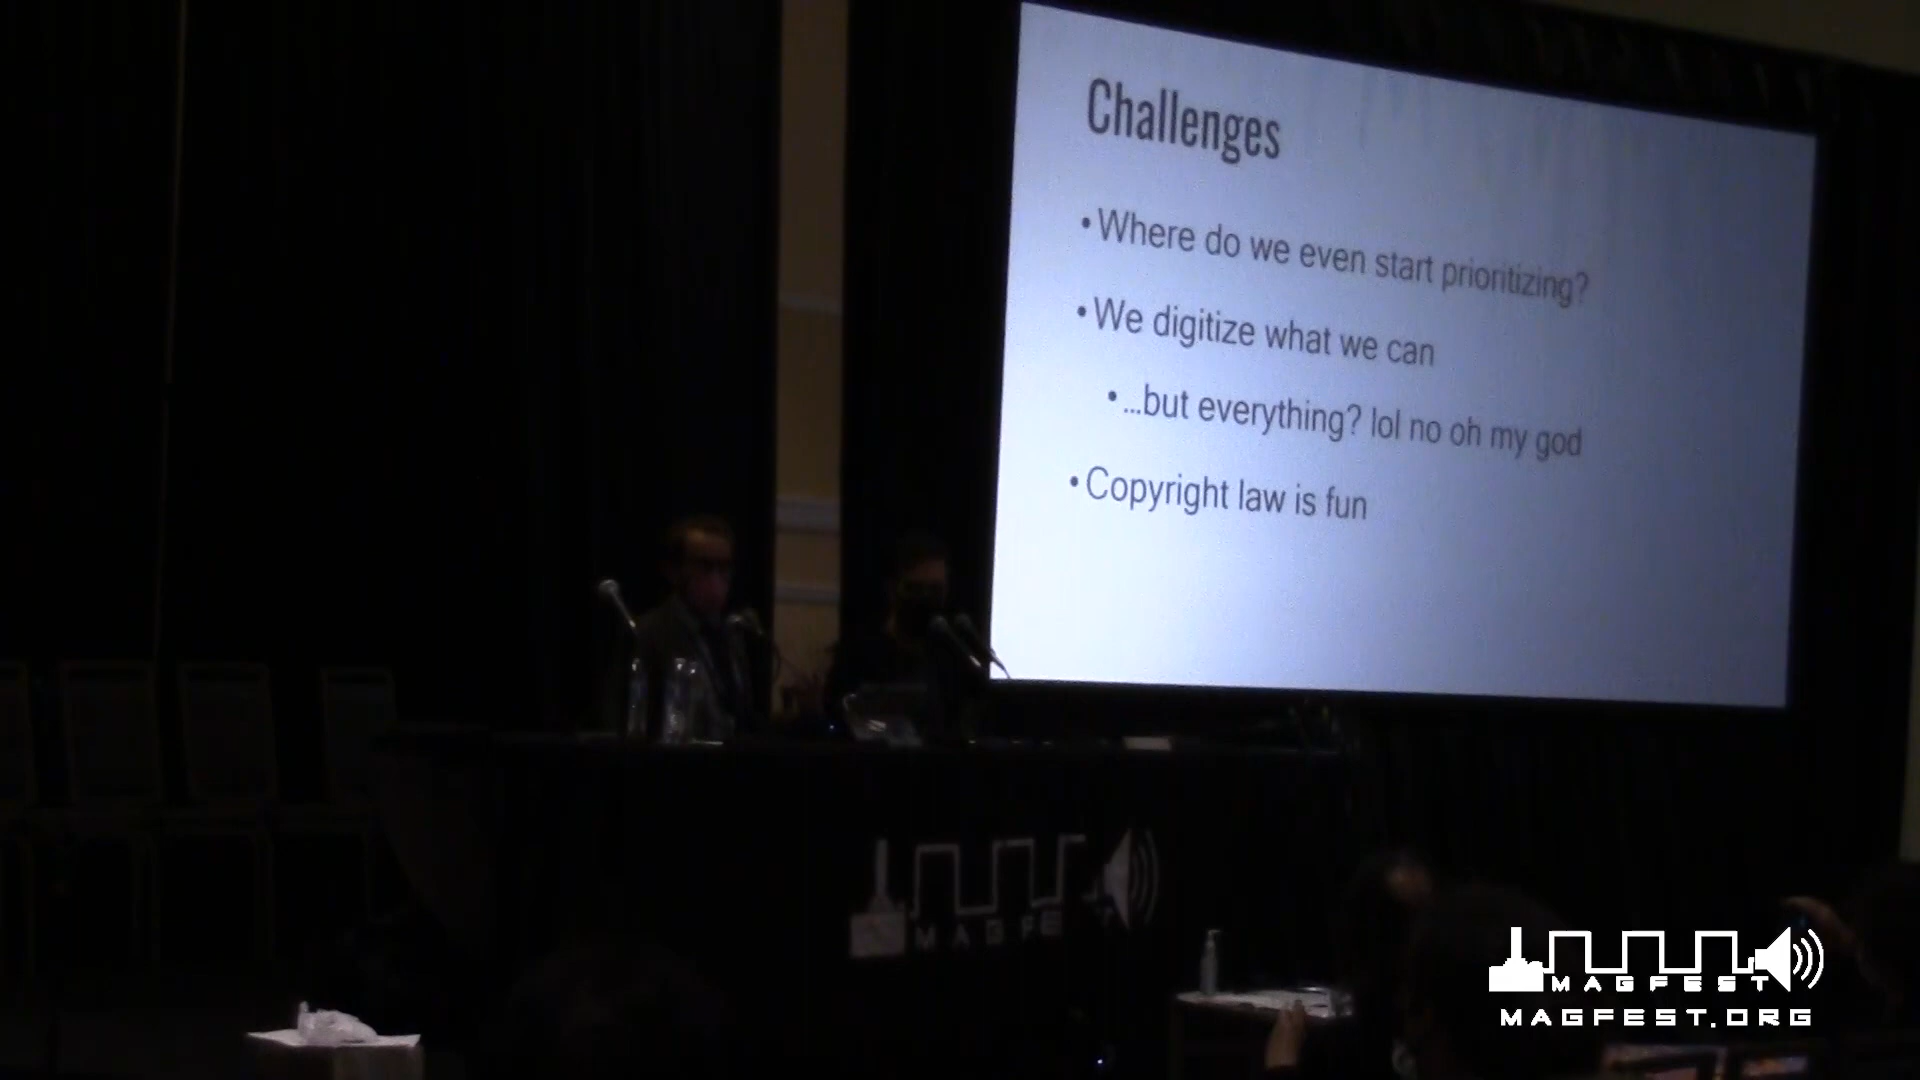 Challenges
•Where do we even start prioritizing?
•We digitize what we can
•...but everything? lol no oh my god
•Copyright law is fun
MAGFEST
MAGFEST
MAGFEST.ORG